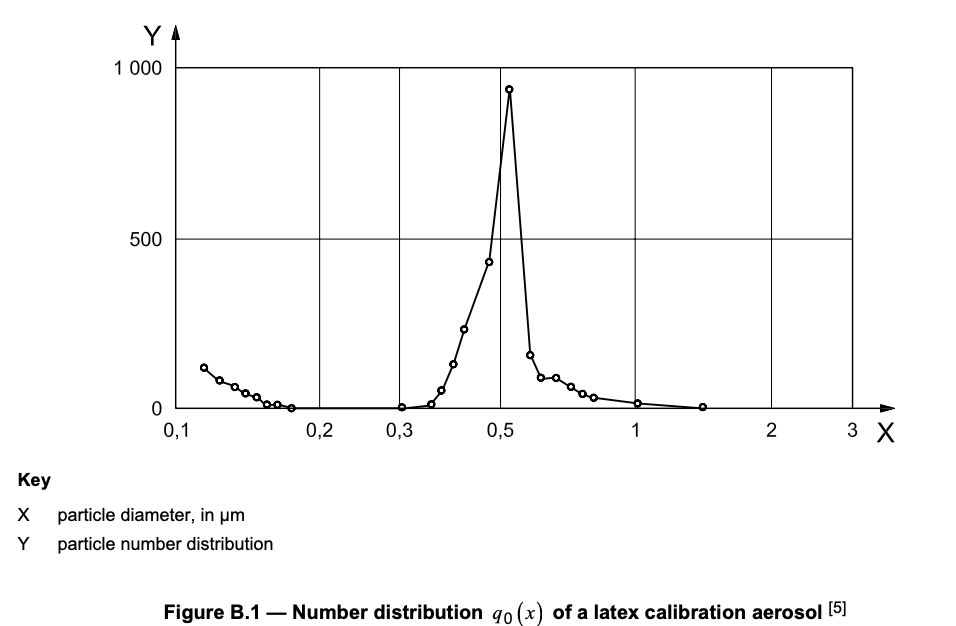 Y
1 000
500
0
0,1 0,2 0,3 0,5 1 2 3 X
Key
X particle diameter, in µm
Y particle number distribution
Figure B.1 — Number distribution q0(x) of a latex calibration aerosol [5]